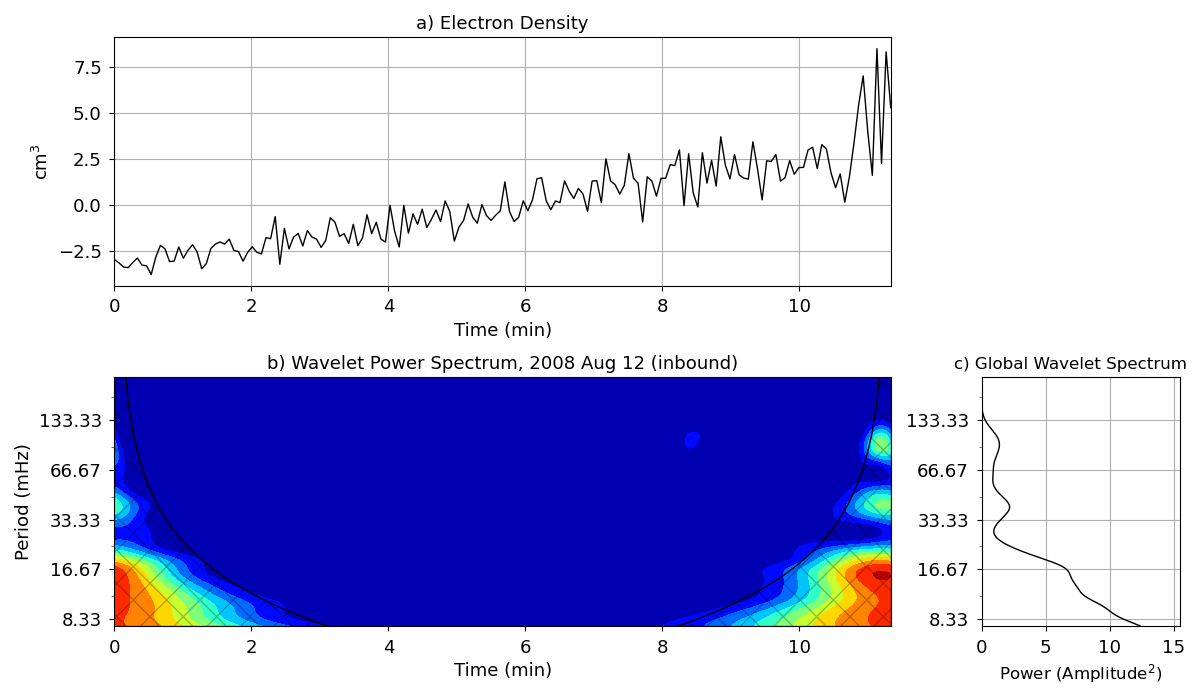 a) Electron Density
7.5
5.0
2.5
0.0
−2.5
cm³
0 2 4 6 8 10
Time (min)
b) Wavelet Power Spectrum, 2008 Aug 12 (inbound)
133.33
66.67
33.33
16.67
8.33
Period (mHz)
0 2 4 6 8 10
Time (min)
c) Global Wavelet Spectrum
133.33
66.67
33.33
16.67
8.33
0 5 10 15
Power (Amplitude²)